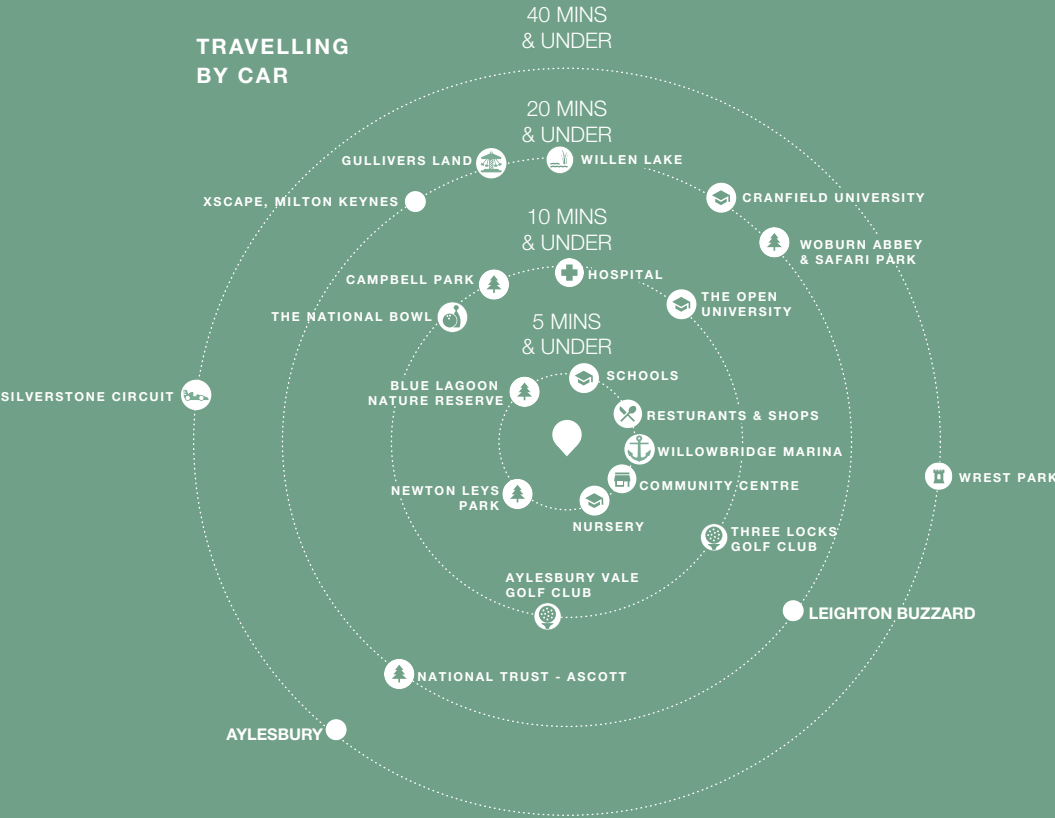 40 MINS
& UNDER
TRAVELLING
BY CAR
20 MINS
& UNDER
GULLIVERS LAND
WILLEN LAKE
XSCAPE, MILTON KEYNES
CRANFIELD UNIVERSITY
10 MINS
& UNDER
WOBURN ABBEY
& SAFARI PARK
CAMPBELL PARK
HOSPITAL
THE OPEN
UNIVERSITY
THE NATIONAL BOWL
5 MINS
& UNDER
SCHOOLS
BLUE LAGOON
NATURE RESERVE
SILVERSTONE CIRCUIT
RESTURANTS & SHOPS
WILLOWBRIDGE MARINA
WREST PARK
COMMUNITY CENTRE
NEWTON LEYS
PARK
NURSERY
THREE LOCKS
GOLF CLUB
AYLESBURY VALE
GOLF CLUB
LEIGHTON BUZZARD
NATIONAL TRUST - ASCOTT
AYLESBURY